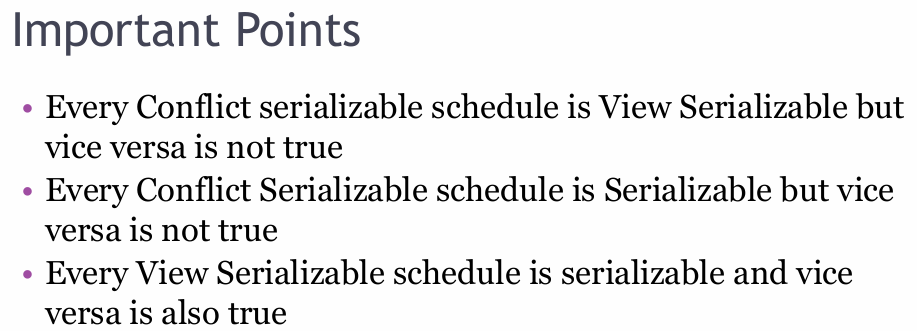 Important Points
• Every Conflict serializable schedule is View Serializable but
vice versa is not true
• Every Conflict Serializable schedule is Serializable but vice
versa is not true
• Every View Serializable schedule is serializable and vice
versa is also true